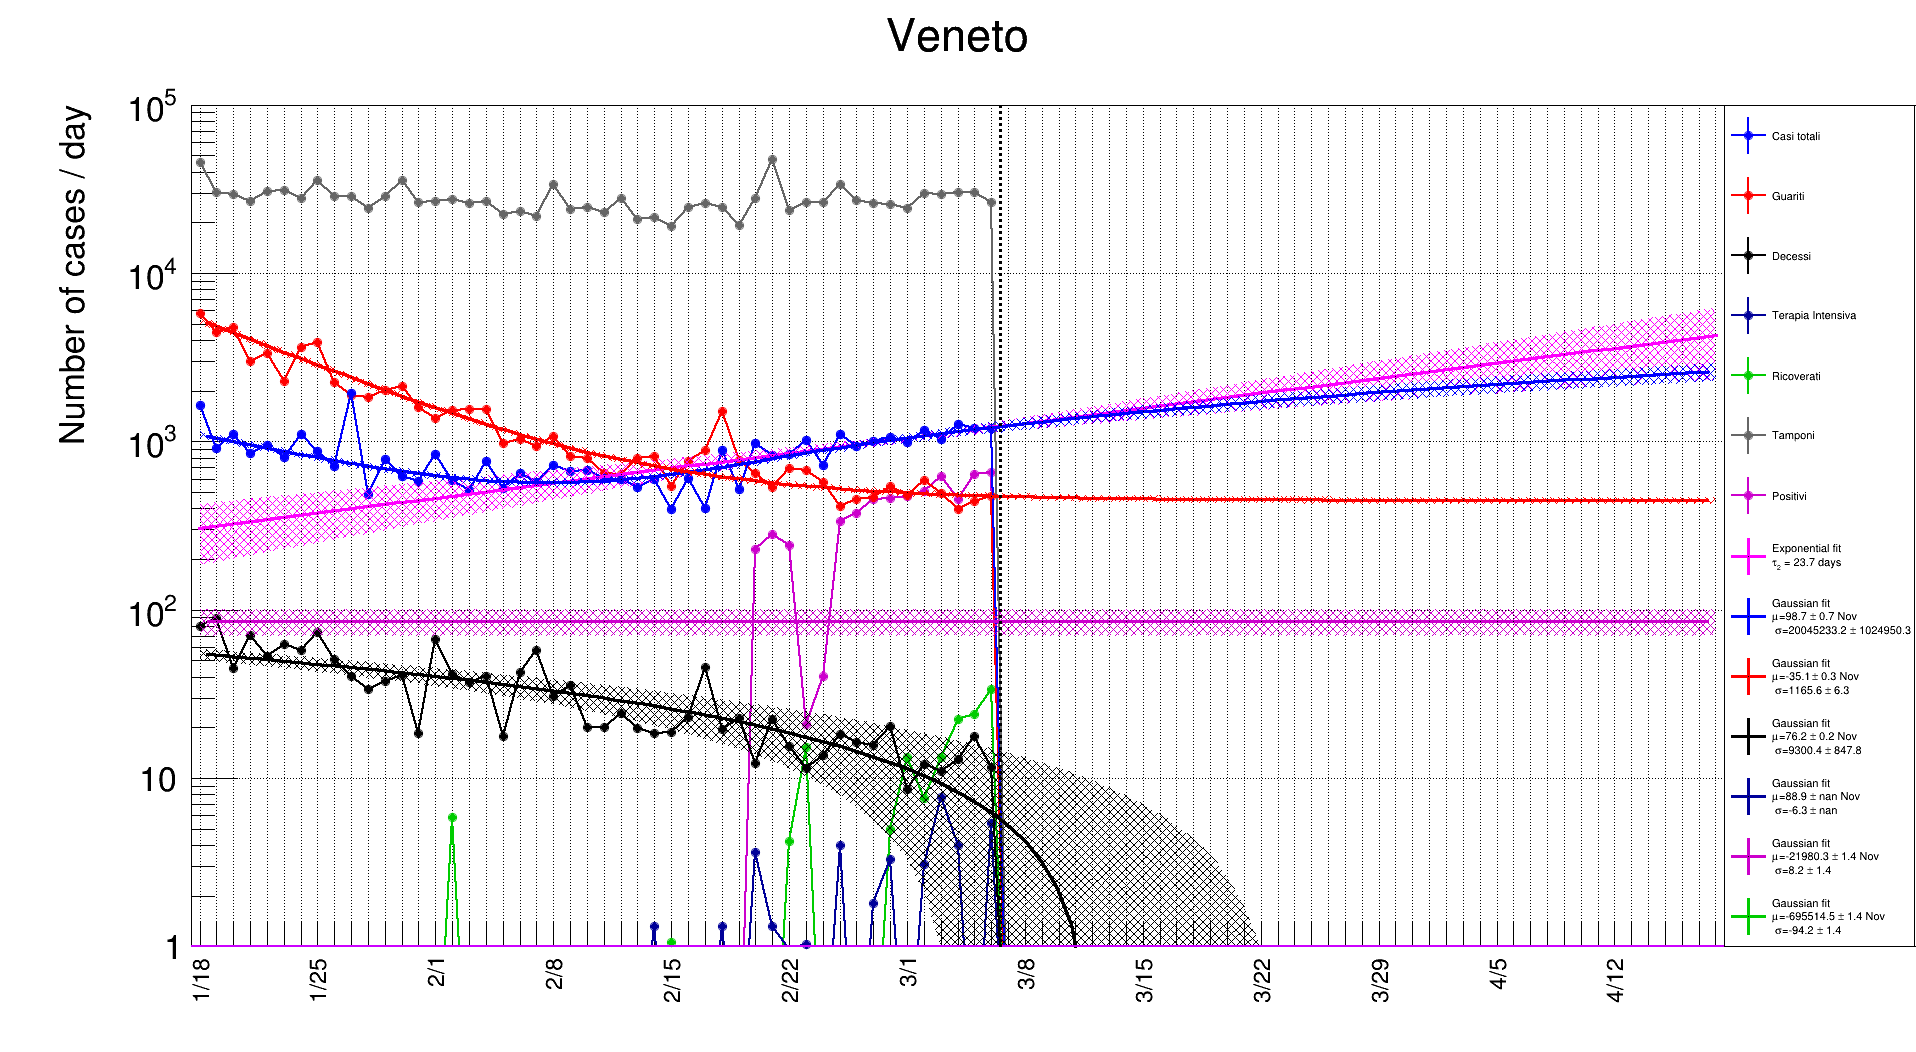 Veneto
Number of cases / day
10^5
10^4
10^3
10^2
10
1
1/18
1/25
2/1
2/8
2/15
2/22
3/1
3/8
3/15
3/22
3/29
4/5
4/12
Casi totali
Guariti
Decessi
Terapia Intensiva
Ricoverati
Tamponi
Positivi
Exponential fit
τ₂ = 23.7 days
Gaussian fit
μ=98.7 ± 0.7 Nov
σ=20045233.2 ± 1024950.3
Gaussian fit
μ=-35.1 ± 0.3 Nov
σ=1165.6 ± 6.3
Gaussian fit
μ=76.2 ± 0.2 Nov
σ=9300.4 ± 847.8
Gaussian fit
μ=88.9 ± nan Nov
σ=-6.3 ± nan
Gaussian fit
μ=-21980.3 ± 1.4 Nov
σ=8.2 ± 1.4
Gaussian fit
μ=-695514.5 ± 1.4 Nov
σ=-94.2 ± 1.4